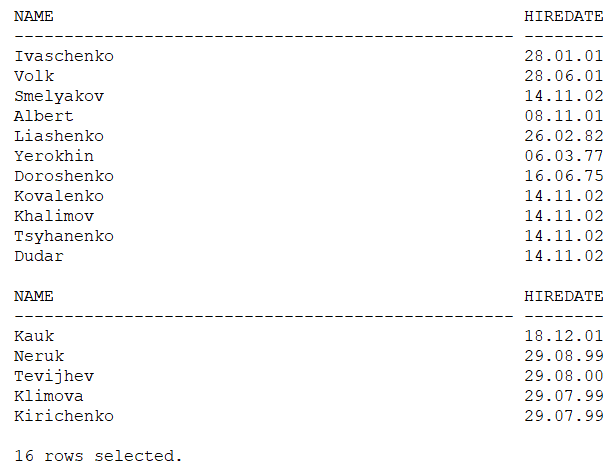 NAME                                               HIREDATE
-------------------------------------------------- --------
Ivaschenko                                         28.01.01
Volk                                               28.06.01
Smelyakov                                          14.11.02
Albert                                             08.11.01
Liashenko                                          26.02.82
Yerokhin                                           06.03.77
Doroshenko                                         16.06.75
Kovalenko                                          14.11.02
Khalimov                                           14.11.02
Tsyhanenko                                         14.11.02
Dudar                                              14.11.02

NAME                                               HIREDATE
-------------------------------------------------- --------
Kauk                                               18.12.01
Neruk                                              29.08.99
Tevijhev                                           29.08.00
Klimova                                            29.07.99
Kirichenko                                         29.07.99

16 rows selected.